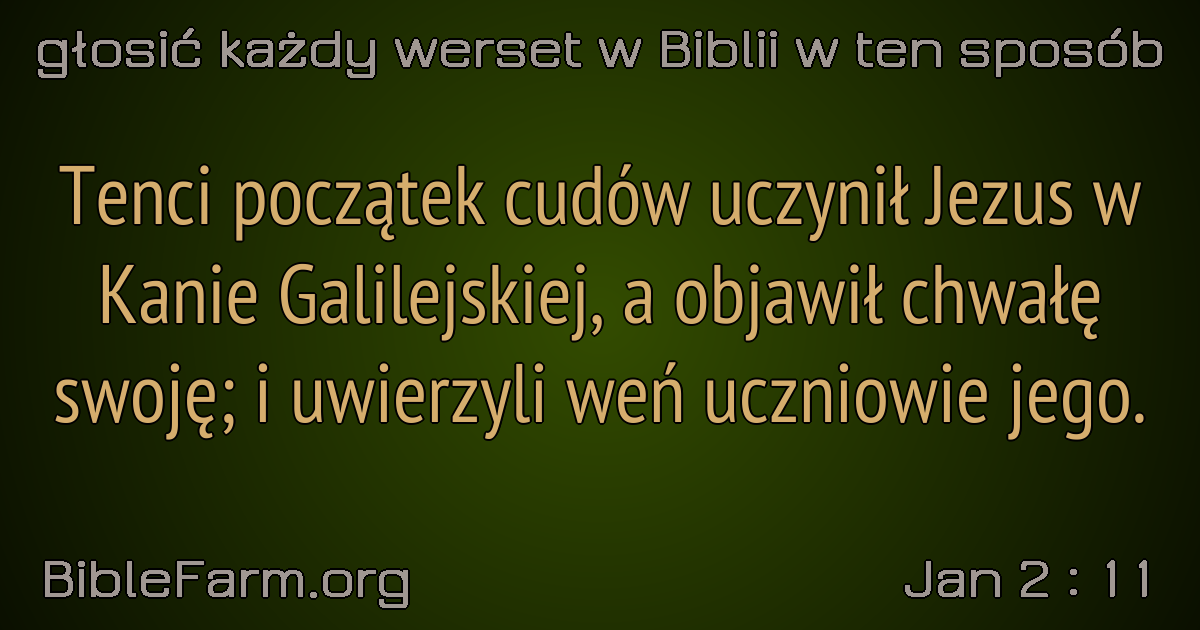 głosić każdy werset w Biblii w ten sposób
Tenci początek cudów uczynił Jezus w
Kanie Galilejskiej, a objawił chwałę
swoję; i uwierzyli weń uczniowie jego.
BibleFarm.org
Jan 2 : 11